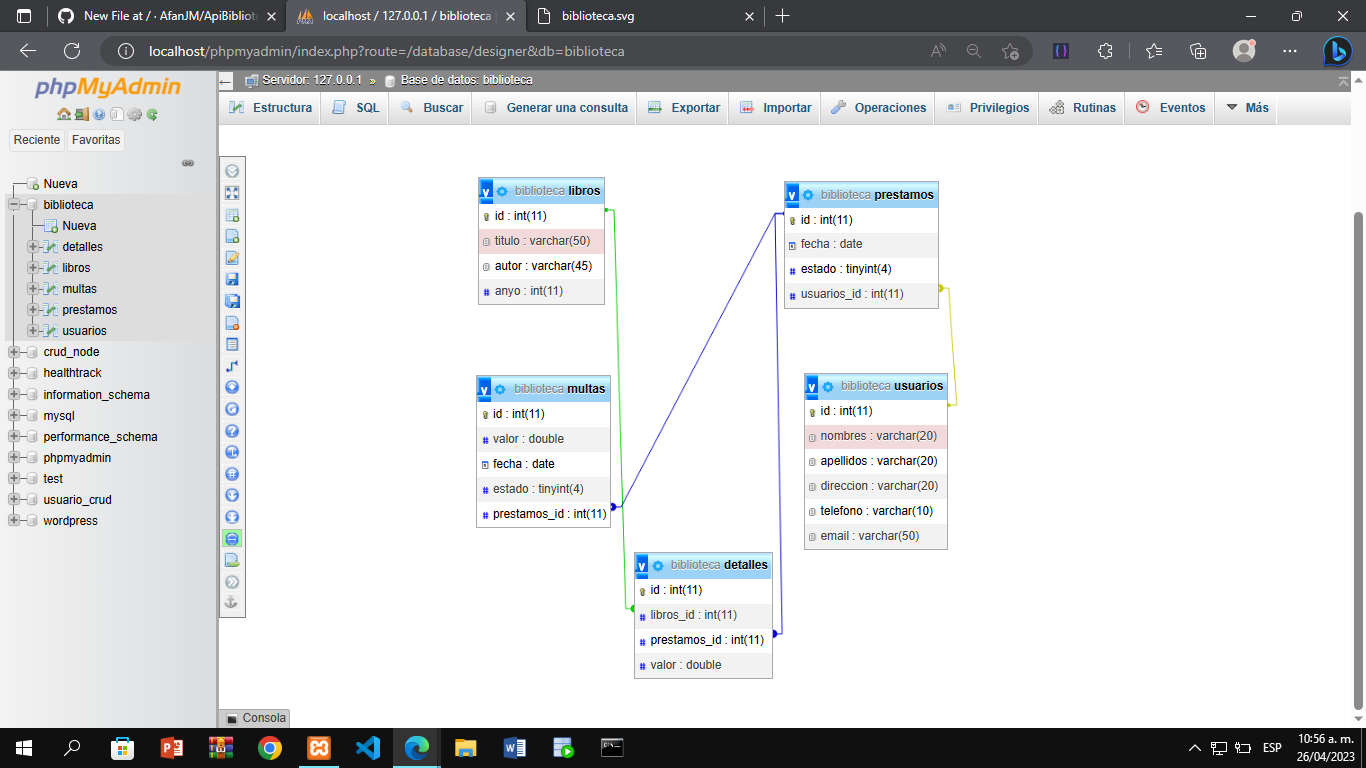 New File at / · AfanJM/ApiBibliot
localhost / 127.0.0.1 / biblioteca
biblioteca.svg
localhost/phpmyadmin/index.php?route=/database/designer&db=biblioteca
phpMyAdmin
Reciente
Favoritas
Nueva
biblioteca
Nueva
detalles
libros
multas
prestamos
usuarios
crud_node
healthtrack
information_schema
mysql
performance_schema
phpmyadmin
test
usuario_crud
wordpress
Servidor: 127.0.0.1 » Base de datos: biblioteca
Estructura
SQL
Buscar
Generar una consulta
Exportar
Importar
Operaciones
Privilegios
Rutinas
Eventos
Más
v biblioteca libros
id : int(11)
titulo : varchar(50)
autor : varchar(45)
# anyo : int(11)
v biblioteca prestamos
id : int(11)
fecha : date
# estado : tinyint(4)
# usuarios_id : int(11)
v biblioteca multas
id : int(11)
# valor : double
fecha : date
# estado : tinyint(4)
# prestamos_id : int(11)
v biblioteca usuarios
id : int(11)
nombres : varchar(20)
apellidos : varchar(20)
direccion : varchar(20)
telefono : varchar(10)
email : varchar(50)
v biblioteca detalles
id : int(11)
# libros_id : int(11)
# prestamos_id : int(11)
# valor : double
Consola
ESP
10:56 a. m.
26/04/2023